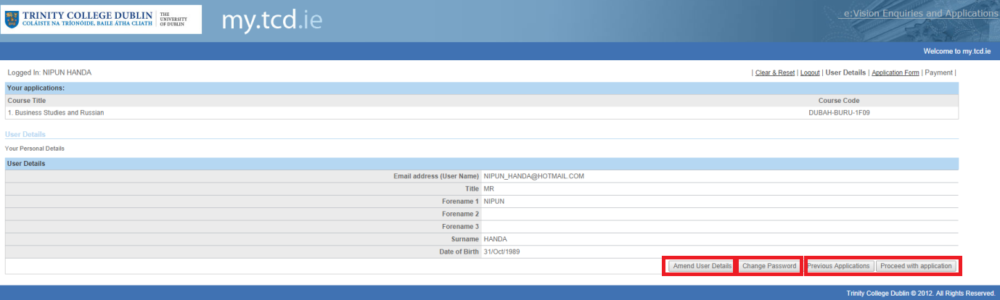 TRINITY COLLEGE DUBLIN
COLÁISTE NA TRÍONÓIDE, BAILE ÁTHA CLIATH
THE
UNIVERSITY
OF DUBLIN
my.tcd.ie
e:Vision Enquiries and Applications
Welcome to my.tcd.ie
Logged In: NIPUN HANDA
| Clear & Reset | Logout | User Details | Application Form | Payment |
Your applications:
Course Title Course Code
1. Business Studies and Russian DUBAH-BURU-1F09
User Details
Your Personal Details
User Details
Email address (User Name) NIPUN_HANDA@HOTMAIL.COM
Title MR
Forename 1 NIPUN
Forename 2
Forename 3
Surname HANDA
Date of Birth 31/Oct/1989
Amend User Details Change Password Previous Applications Proceed with application
Trinity College Dublin © 2012. All Rights Reserved.